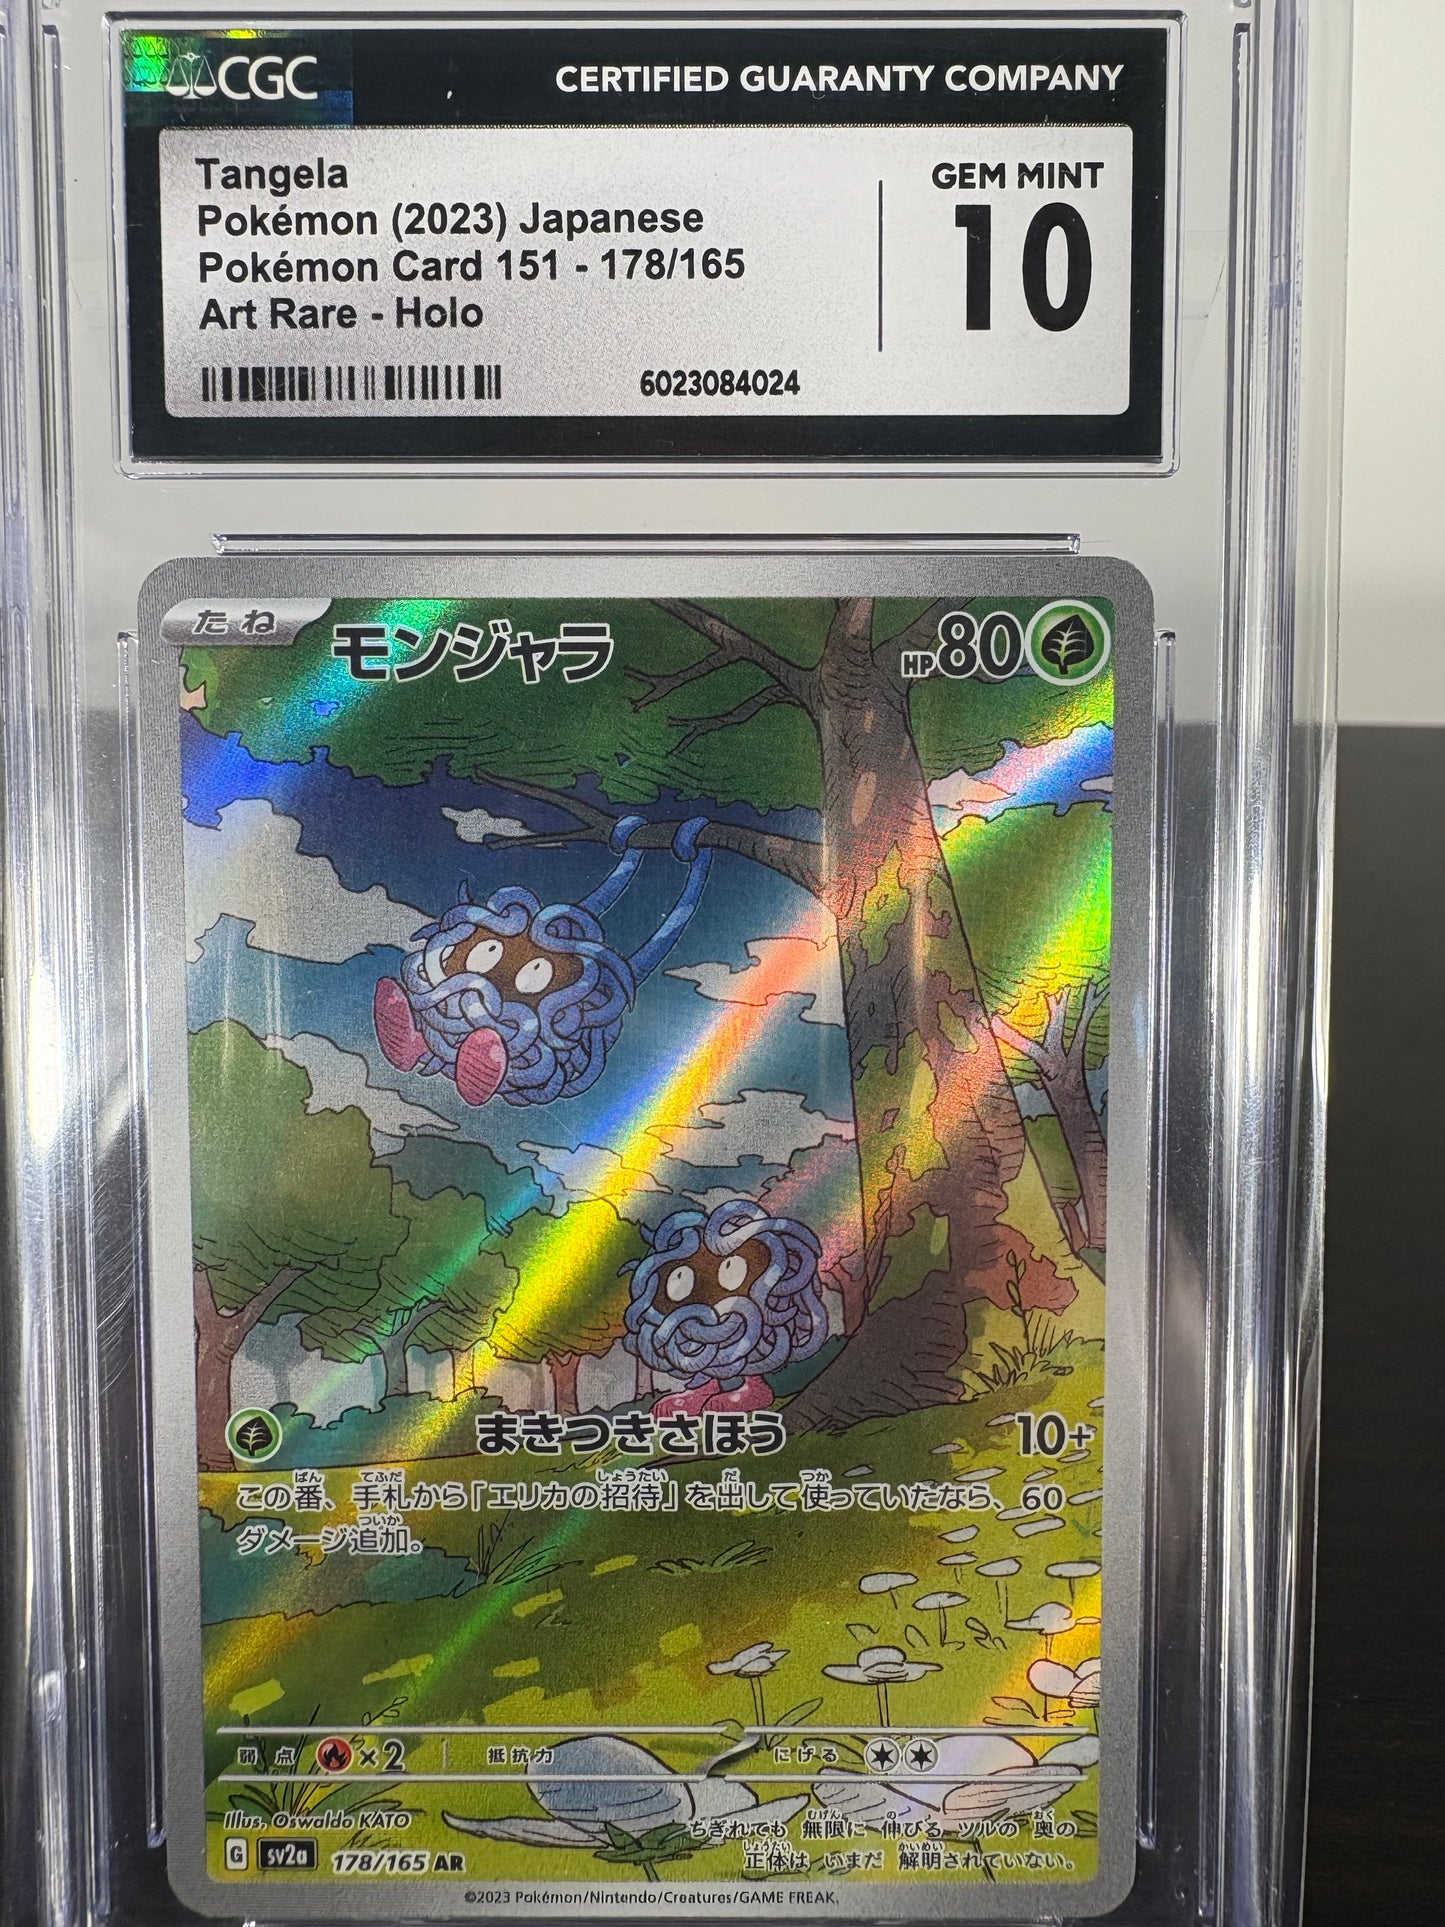 CGC
CERTIFIED GUARANTY COMPANY
Tangela
Pokémon (2023) Japanese
Pokémon Card 151 - 178/165
Art Rare - Holo
GEM MINT
10
6023084024
たね
モンジャラ
HP80
まきつきさほう 10+
この番、手札から「エリカの招待」を出して使っていたなら、60
ダメージ追加。
弱点 ×2 抵抗力 にげる
Illus. Oswaldo KATO
ちぎれても 無限に 伸びる ツルの 奥の
正体は いまだ 解明されていない。
G sv2a 178/165 AR
©2023 Pokémon/Nintendo/Creatures/GAME FREAK.